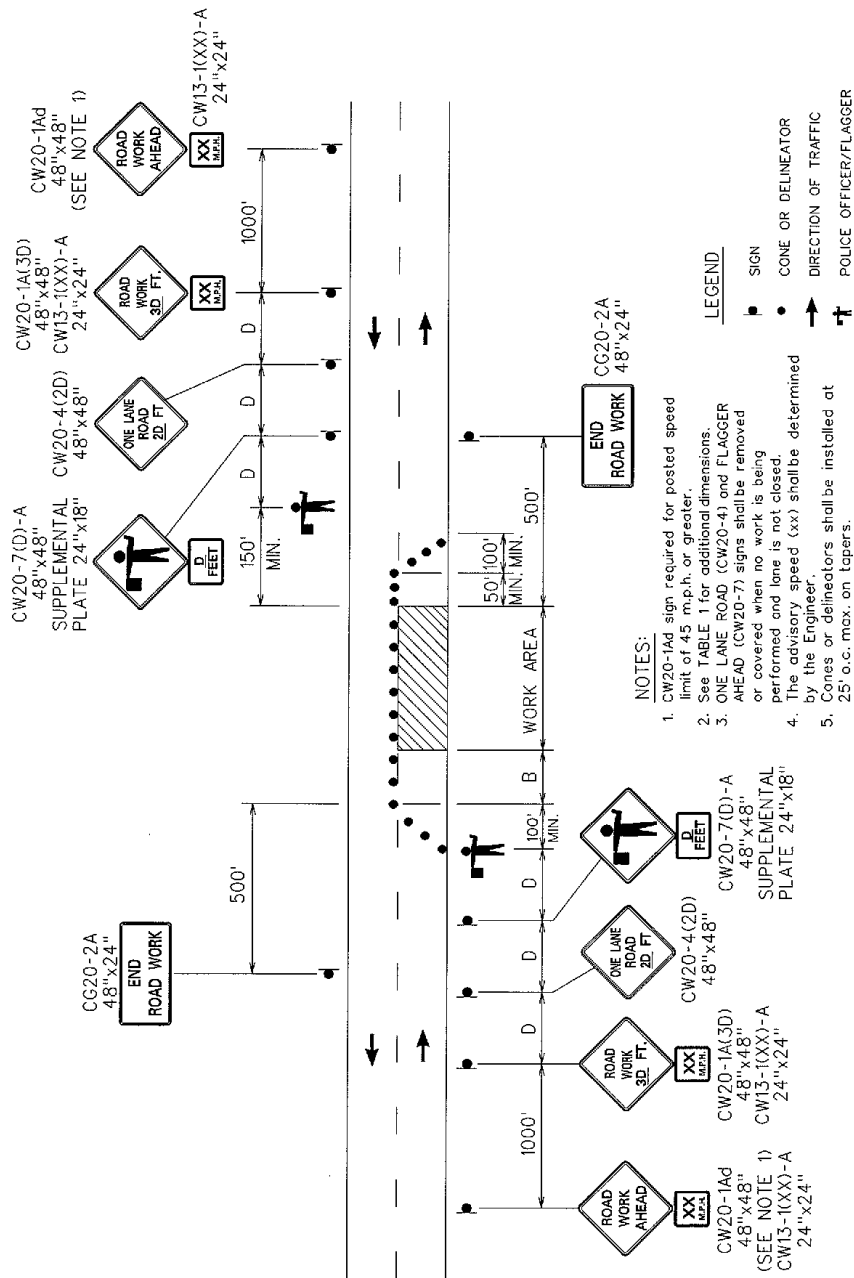 CW20-1Ad
48"x48"
(SEE NOTE 1)
ROAD
WORK
AHEAD
XX
M.P.H.
CW13-1(XX)-A
24"x24"
CW20-1A(3D)
48"x48"
CW13-1(XX)-A
24"x24"
ROAD
WORK
3D FT.
XX
M.P.H.
CW20-4(2D)
48"x48"
ONE LANE
ROAD
2D FT
CW20-7(D)-A
48"x48"
SUPPLEMENTAL
PLATE 24"x18"
D
FEET
CG20-2A
48"x24"
END
ROAD WORK
1000'
D
D
D
150'
MIN.
500'
50'
MIN.
100'
MIN.
500'
WORK AREA
B
100'
MIN.
D
D
D
1000'
END
ROAD WORK
CG20-2A
48"x24"
D
FEET
CW20-7(D)-A
48"x48"
SUPPLEMENTAL
PLATE 24"x18"
ONE LANE
ROAD
2D FT
CW20-4(2D)
48"x48"
ROAD
WORK
3D FT.
XX
M.P.H.
CW20-1A(3D)
48"x48"
CW13-1(XX)-A
24"x24"
ROAD
WORK
AHEAD
XX
M.P.H.
CW20-1Ad
48"x48"
(SEE NOTE 1)
CW13-1(XX)-A
24"x24"
NOTES:
1. CW20-1Ad sign required for posted speed
limit of 45 m.p.h. or greater.
2. See TABLE 1 for additional dimensions.
3. ONE LANE ROAD (CW20-4) and FLAGGER
AHEAD (CW20-7) signs shall be removed
or covered when no work is being
performed and lane is not closed.
4. The advisory speed (xx) shall be determined
by the Engineer.
5. Cones or delineators shall be installed at
25' o.c. max. on tapers.
LEGEND
SIGN
CONE OR DELINEATOR
DIRECTION OF TRAFFIC
POLICE OFFICER/FLAGGER